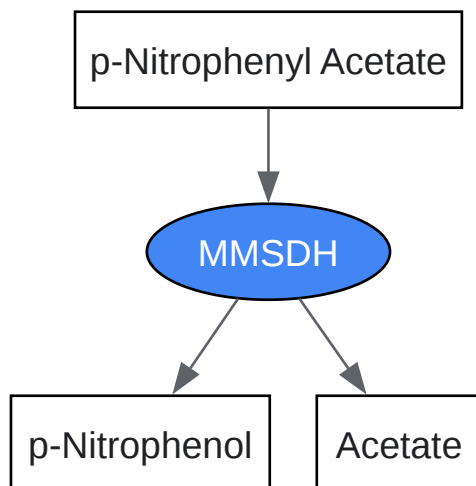 p-Nitrophenyl Acetate
MMSDH
p-Nitrophenol
Acetate